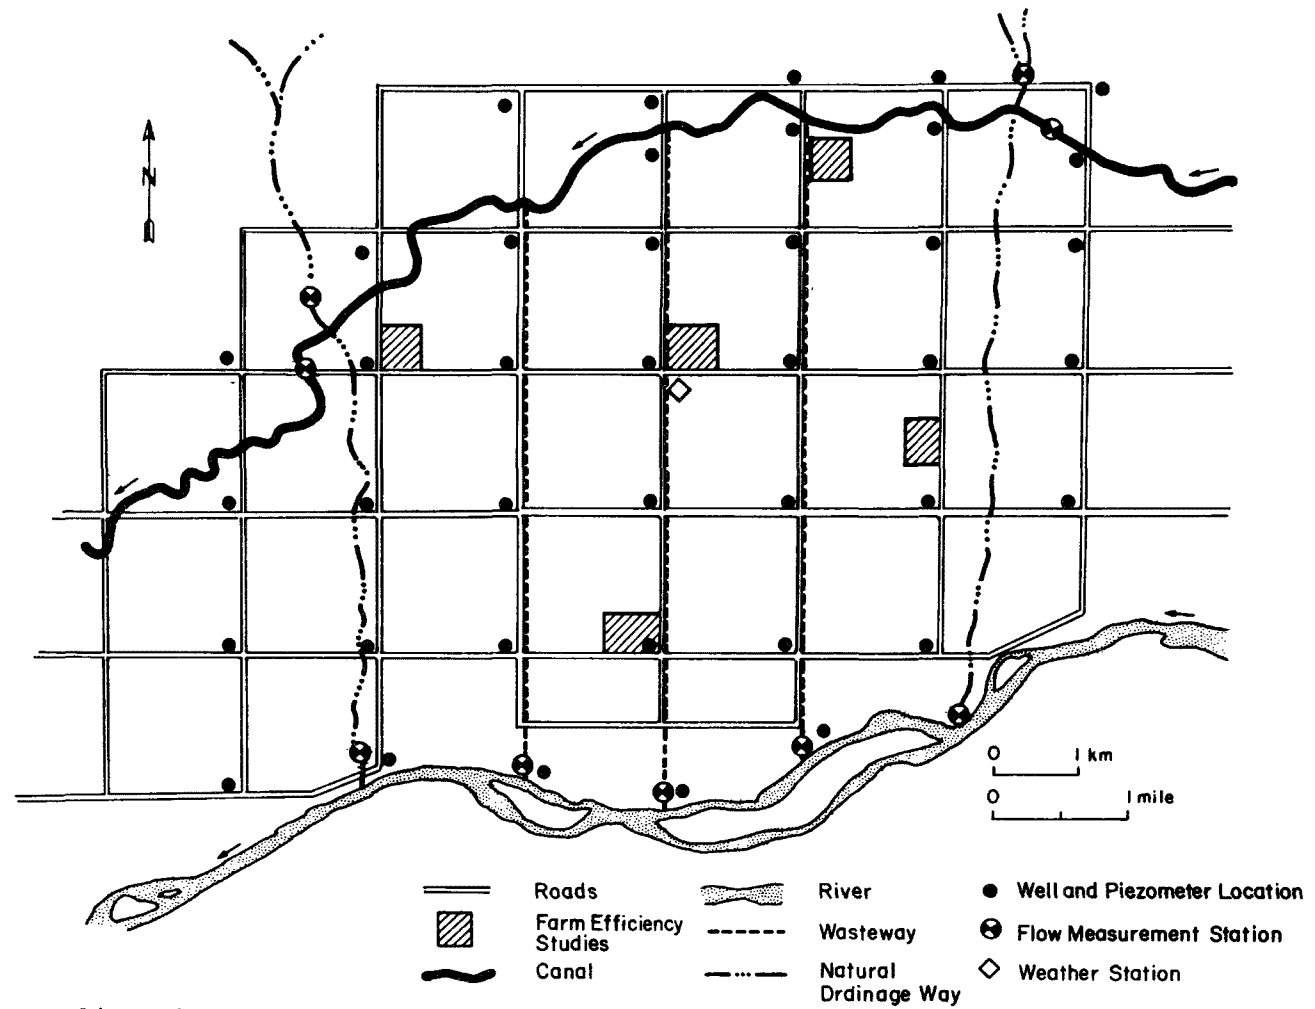 N
0 1 km
0 1 mile
Roads
Farm Efficiency
Studies
Canal
River
Wasteway
Natural
Drdinage Way
Well and Piezometer Location
Flow Measurement Station
Weather Station